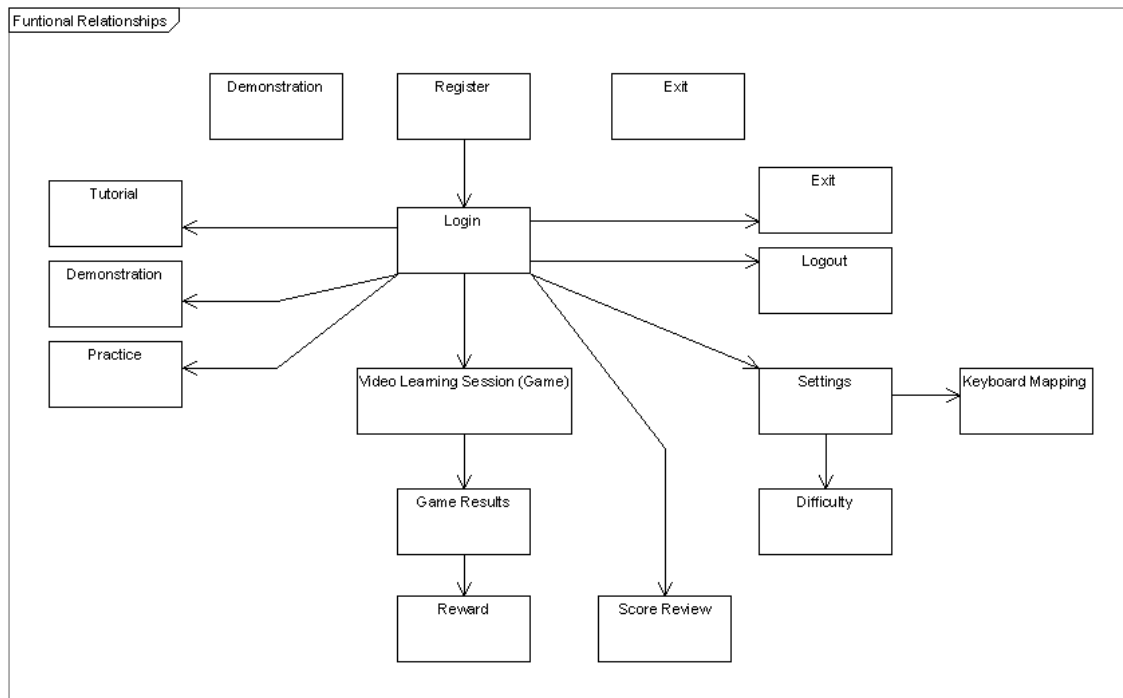 Funtional Relationships
Demonstration
Register
Exit
Tutorial
Login
Exit
Demonstration
Logout
Practice
Video Learning Session (Game)
Settings
Keyboard Mapping
Game Results
Difficulty
Reward
Score Review